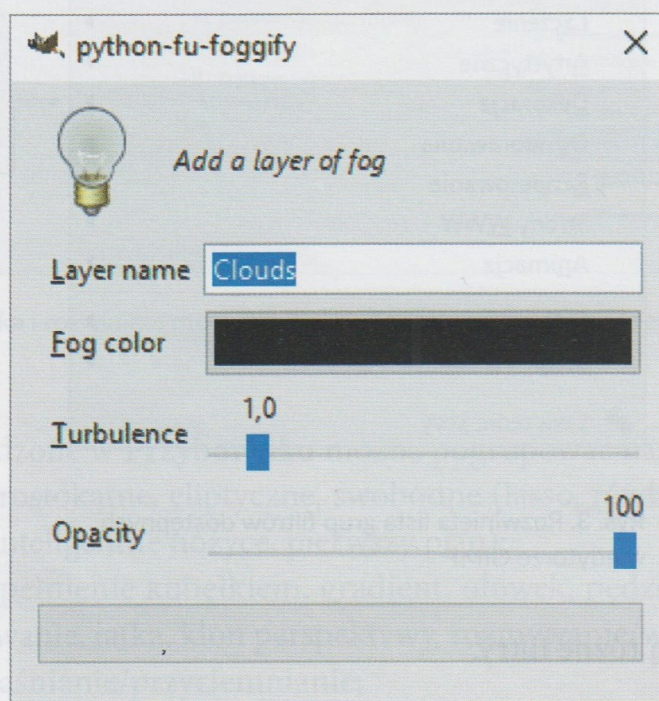 python-fu-foggify
Add a layer of fog
Layer name Clouds
Fog color
1,0
Turbulence
100
Opacity